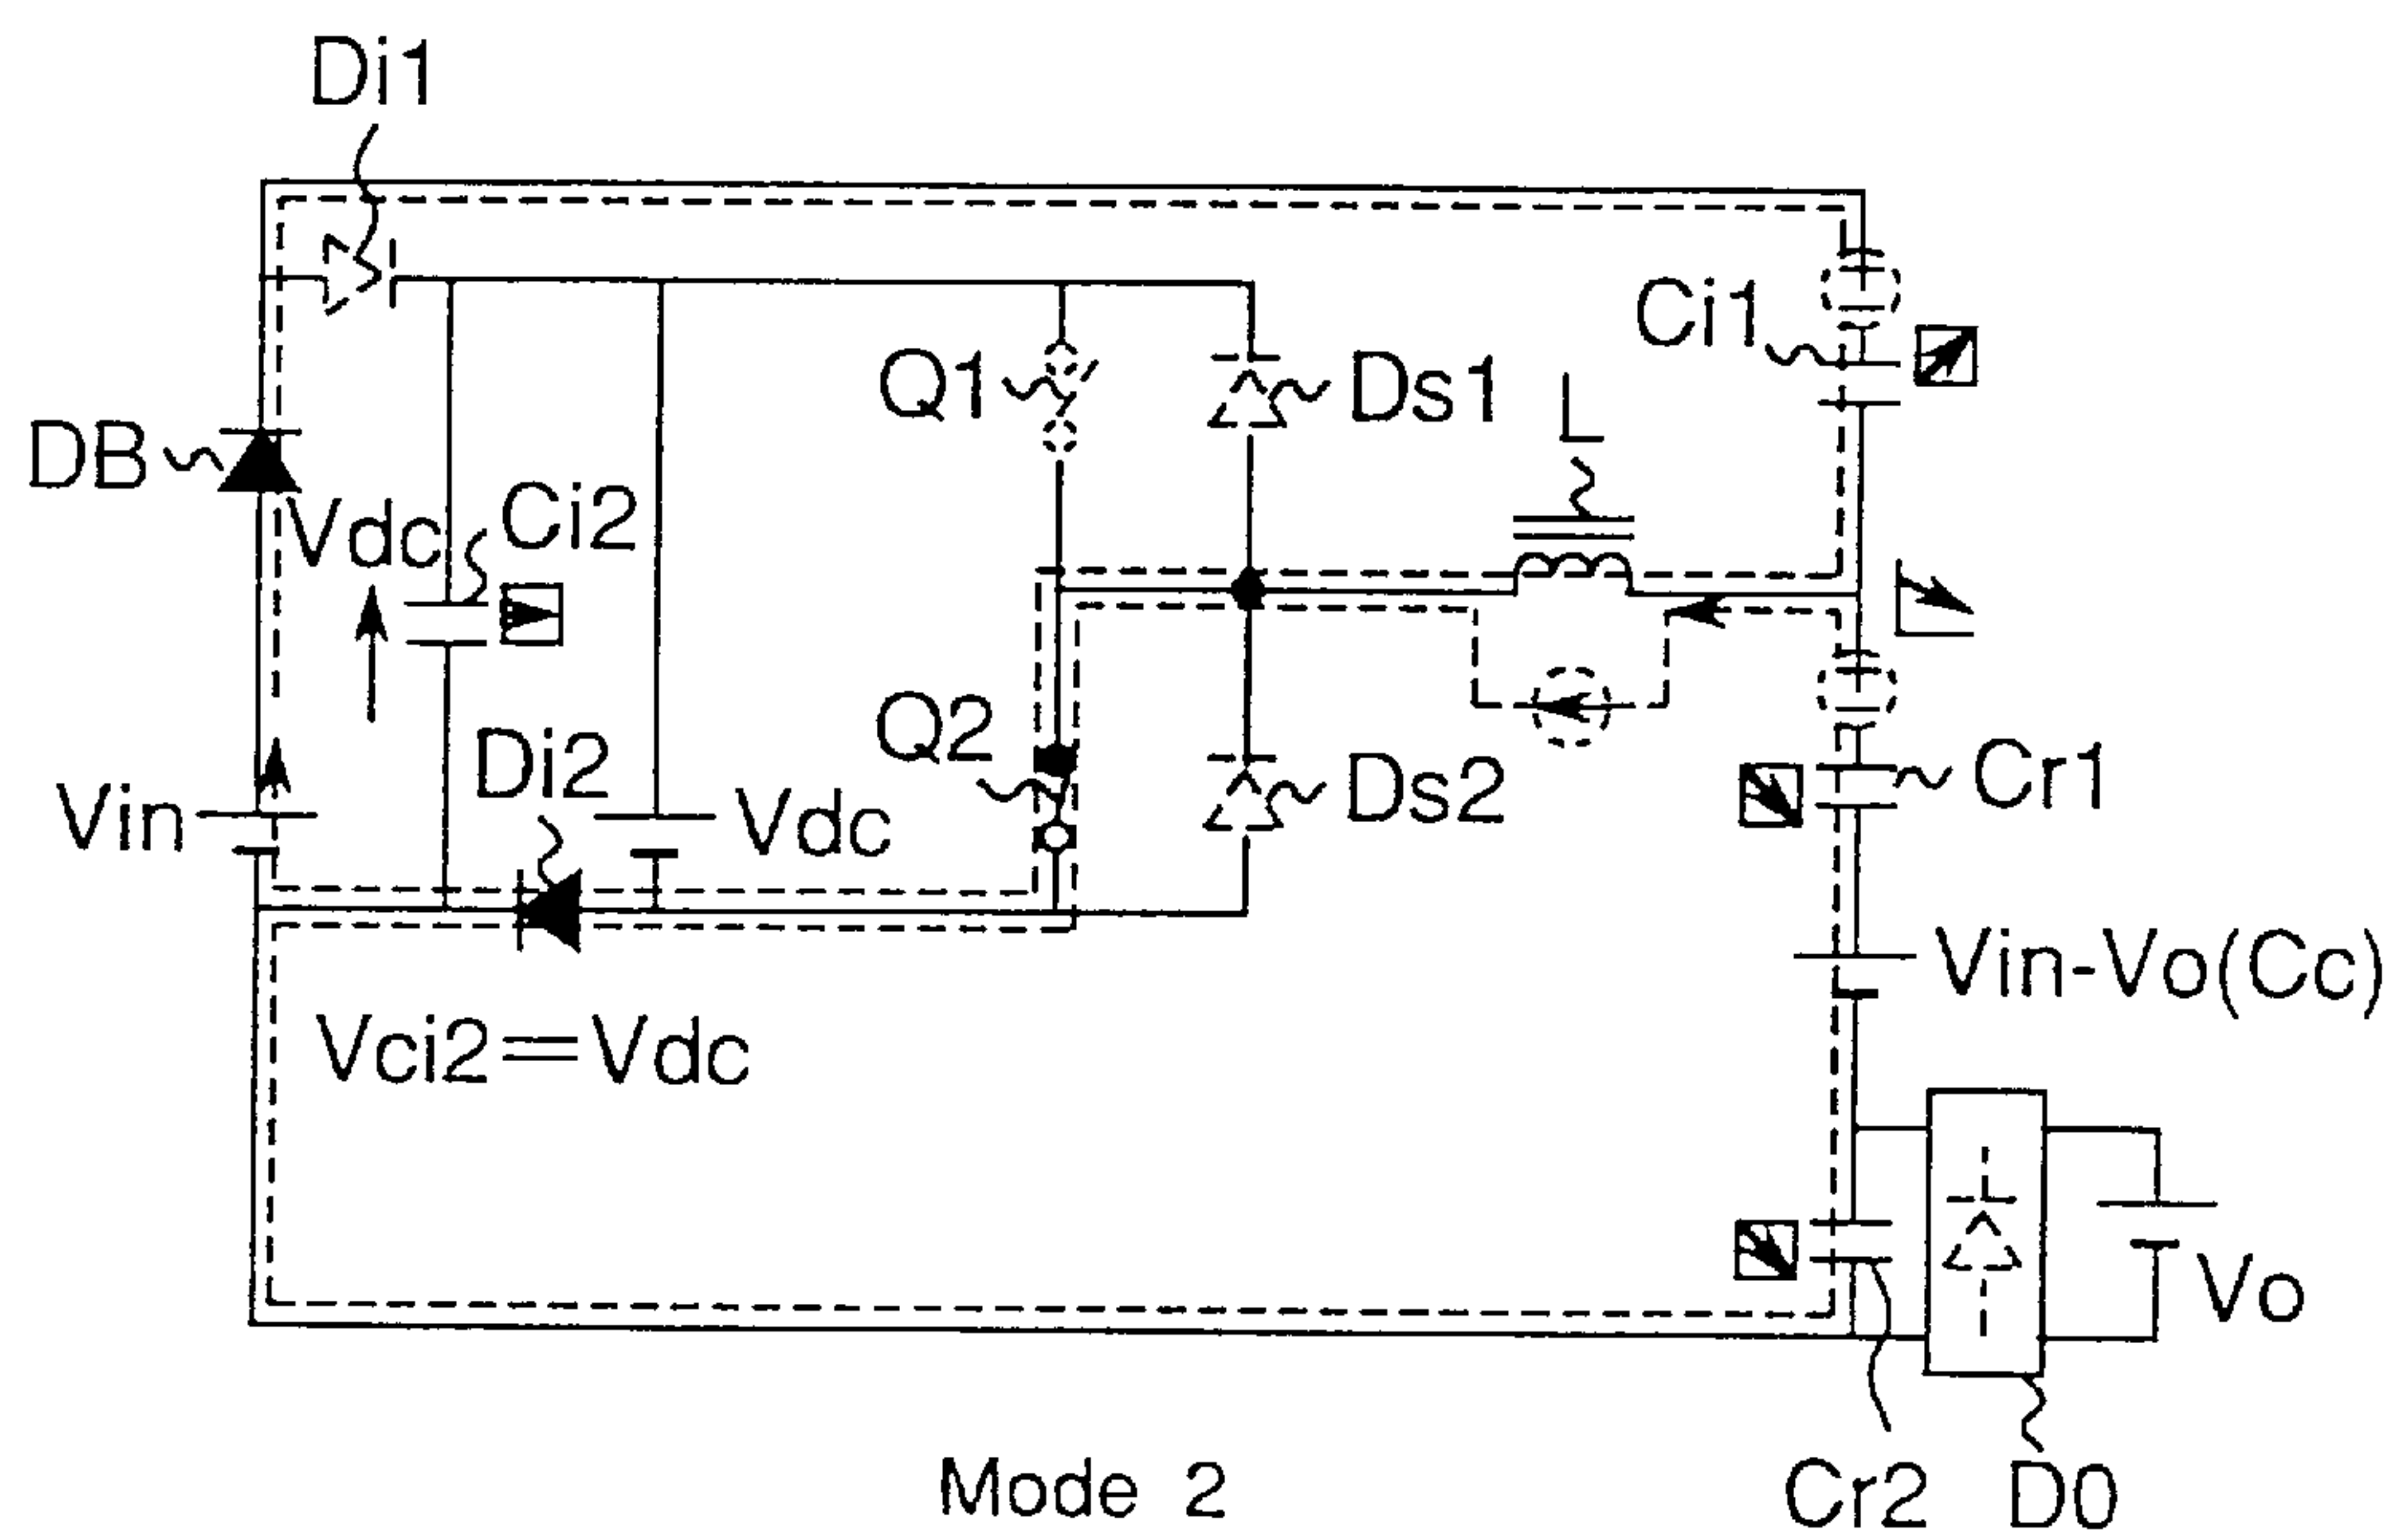 Di1
Ci1
Q1
Ds1
L
DB
Vdc
Ci2
Q2
Di2
Ds2
Cr1
Vin
Vdc
Vin-Vo(Cc)
Vci2=Vdc
Vo
Mode 2
Cr2
D0